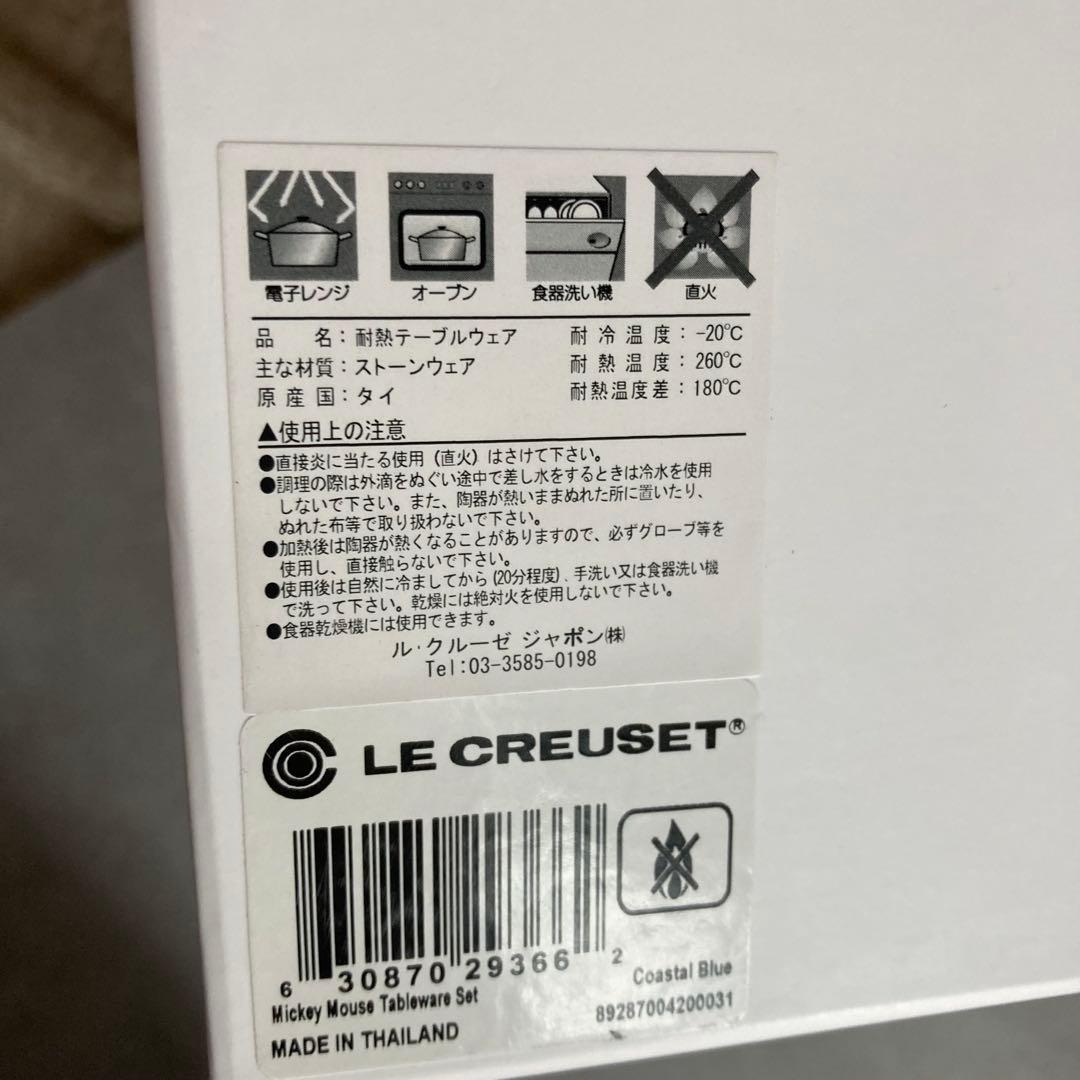 電子レンジ オーブン 食器洗い機 直火
品 名：耐熱テーブルウェア 耐冷温度：-20℃
主な材質：ストーンウェア 耐熱温度：260℃
原産国：タイ 耐熱温度差：180℃
▲使用上の注意
●直接炎に当たる使用（直火）はさけて下さい。
●調理の際は外滴をぬぐい途中で差し水をするときは冷水を使用
しないで下さい。また、陶器が熱いままぬれた所に置いたり、
ぬれた布等で取り扱わないで下さい。
●加熱後は陶器が熱くなることがありますので、必ずグローブ等を
使用し、直接触らないで下さい。
●使用後は自然に冷ましてから(20分程度)、手洗い又は食器洗い機
で洗って下さい。乾燥には絶対火を使用しないで下さい。
●食器乾燥機には使用できます。
ル・クルーゼ ジャポン㈱
Tel:03-3585-0198
LE CREUSET®
6 30870 29366 2
Mickey Mouse Tableware Set Coastal Blue
MADE IN THAILAND 89287004200031